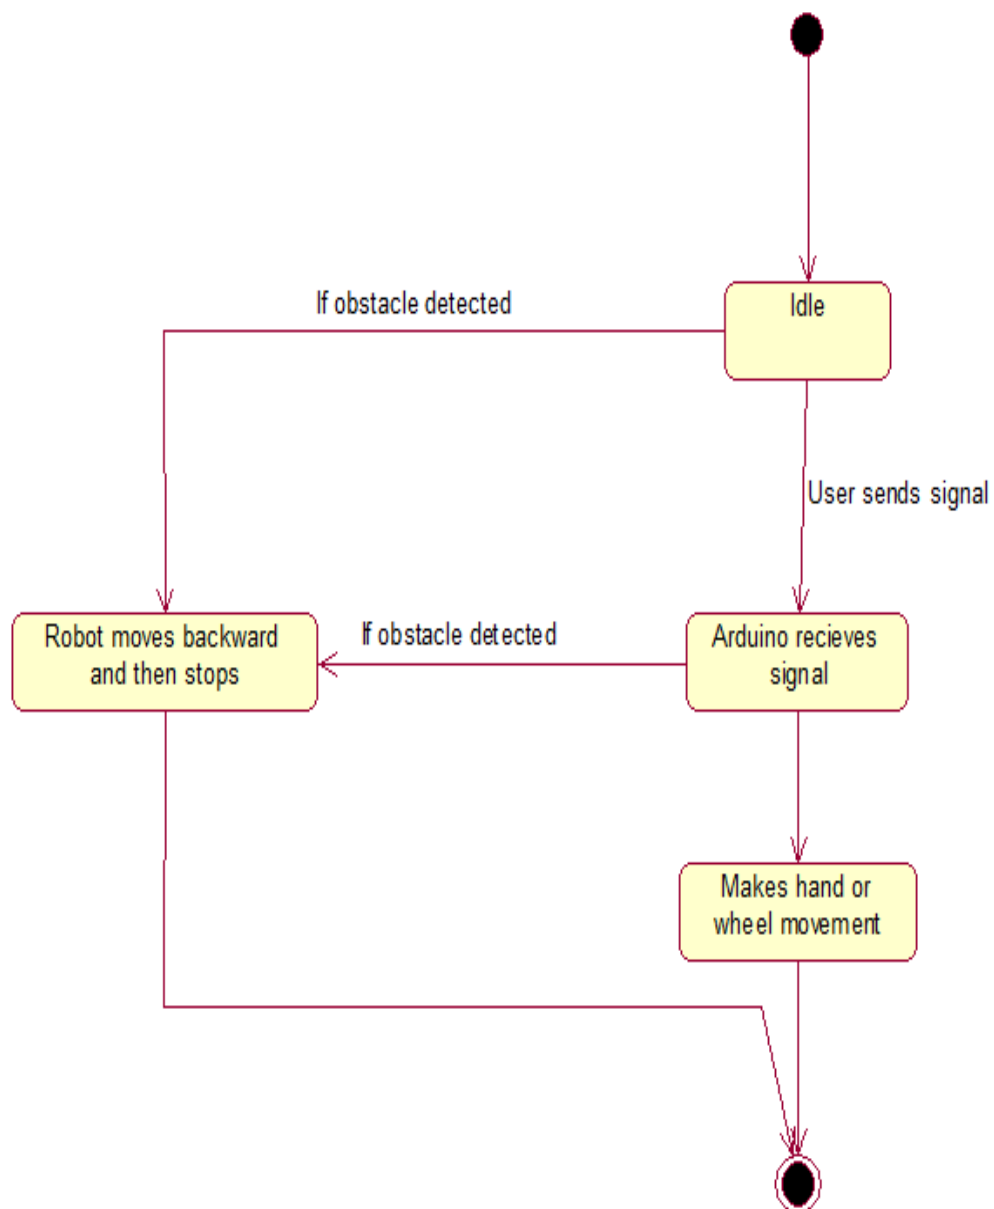 If obstacle detected
Idle
User sends signal
Robot moves backward
and then stops
If obstacle detected
Arduino recieves
signal
Makes hand or
wheel movement